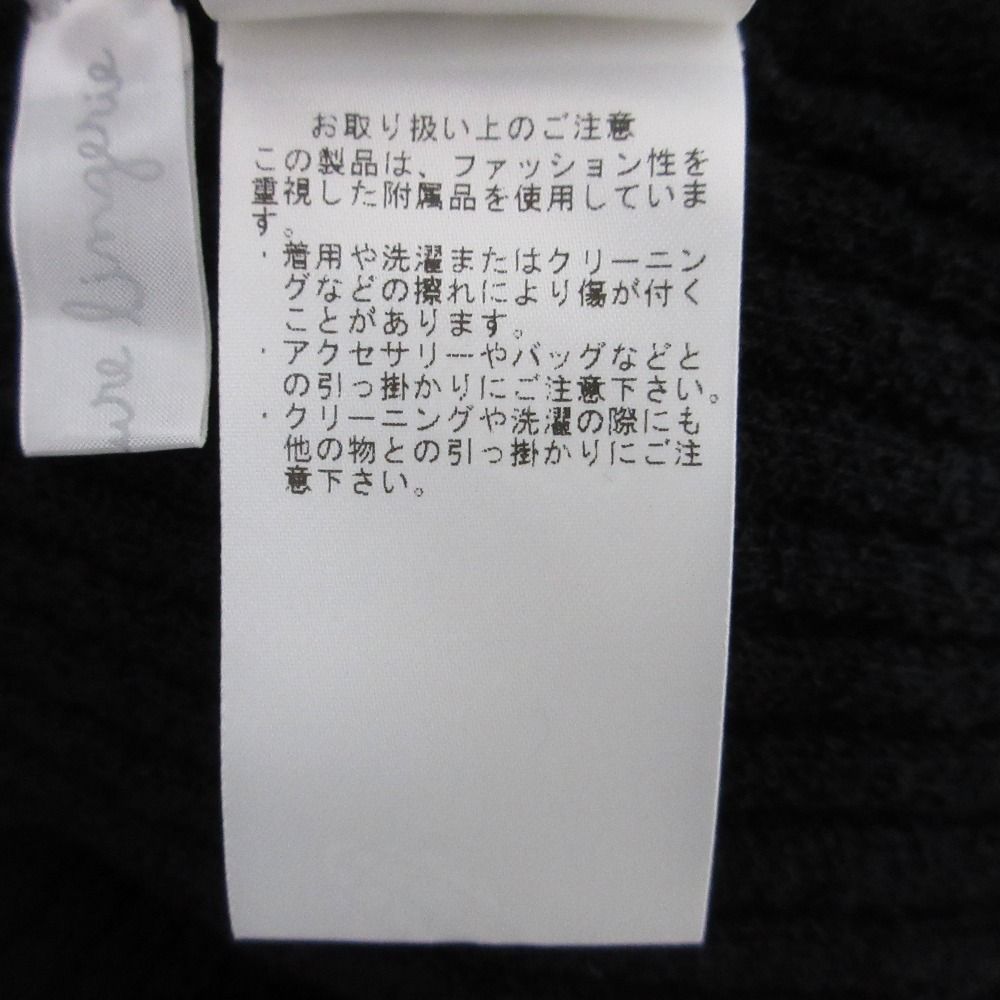 lingerie
お取り扱い上のご注意
この製品は、ファッション性を
重視した附属品を使用していま
す。
・着用や洗濯またはクリーニン
グなどの擦れにより傷が付く
ことがあります。
・アクセサリーやバッグなどと
の引っ掛かりにご注意下さい。
・クリーニングや洗濯の際にも
他の物との引っ掛かりにご注
意下さい。